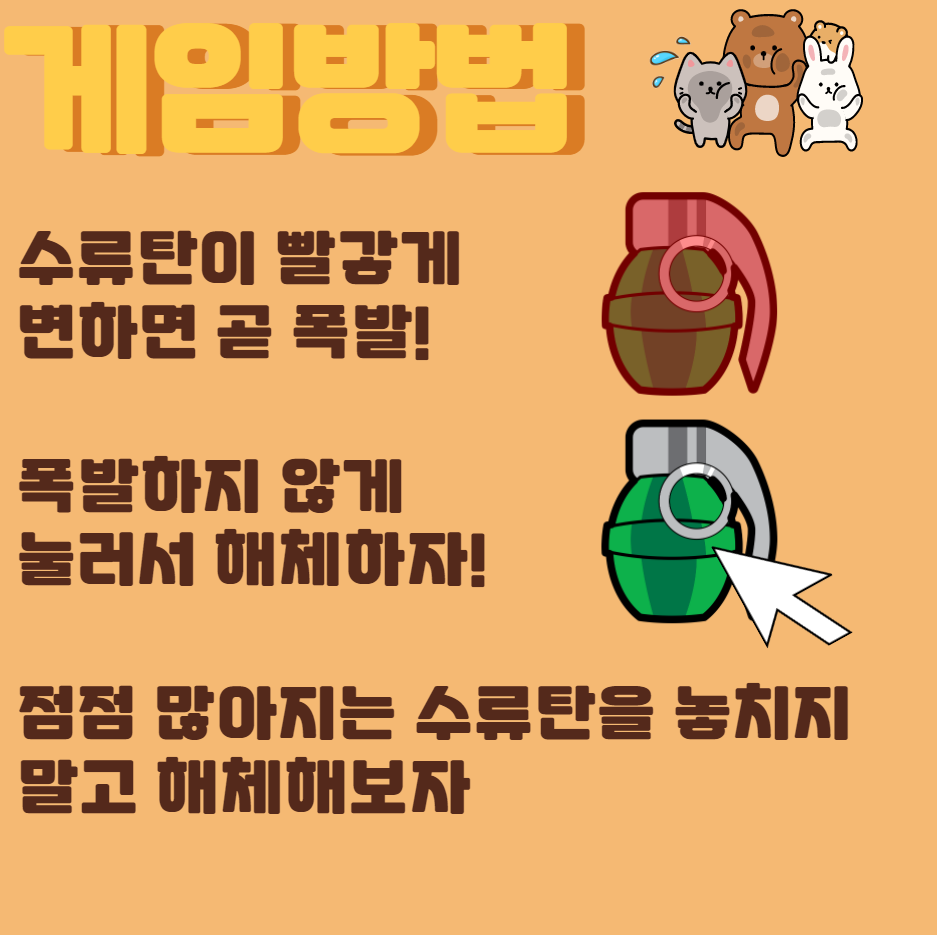 게임방법
수류탄이 빨갛게
변하면 곧 폭발!
폭발하지 않게
눌러서 해체하자!
점점 많아지는 수류탄을 놓치지
말고 해체해보자